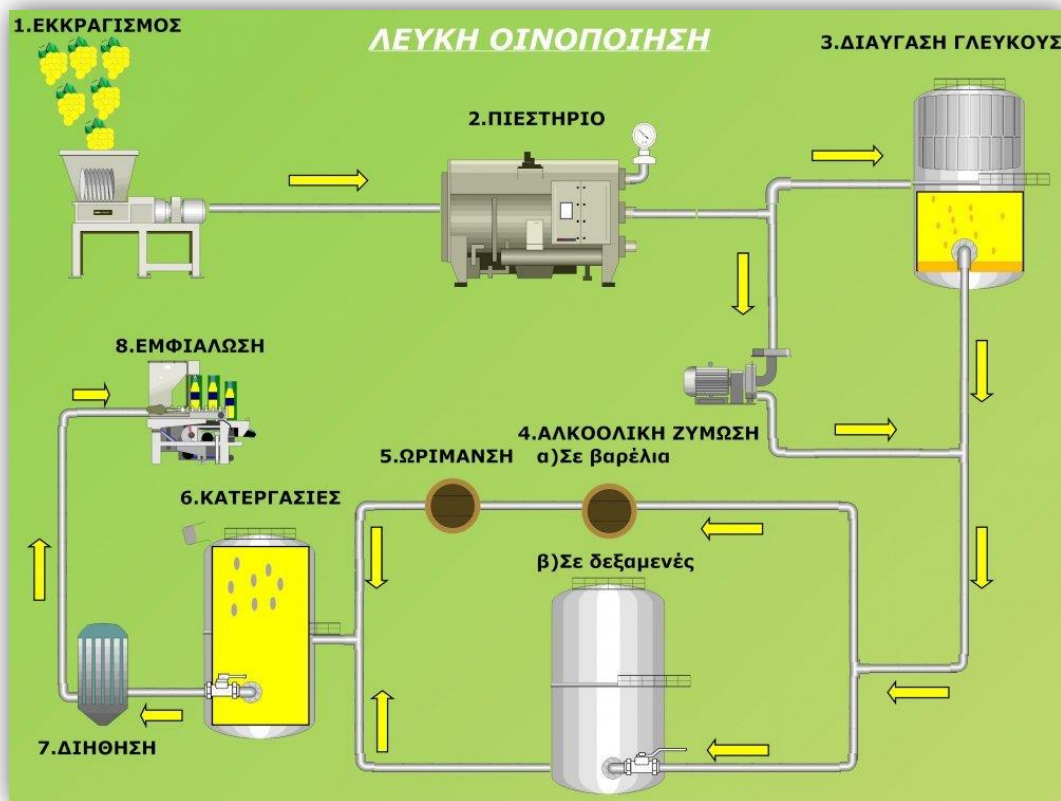 ΛΕΥΚΗ ΟΙΝΟΠΟΙΗΣΗ
1.ΕΚΚΡΑΓΙΣΜΟΣ
2.ΠΙΕΣΤΗΡΙΟ
3.ΔΙΑΥΓΑΣΗ ΓΛΕΥΚΟΥΣ
4.ΑΛΚΟΟΛΙΚΗ ΖΥΜΩΣΗ
α)Σε βαρέλια
β)Σε δεξαμενές
5.ΩΡΙΜΑΝΣΗ
6.ΚΑΤΕΡΓΑΣΙΕΣ
7.ΔΙΗΘΗΣΗ
8.ΕΜΦΙΑΛΩΣΗ